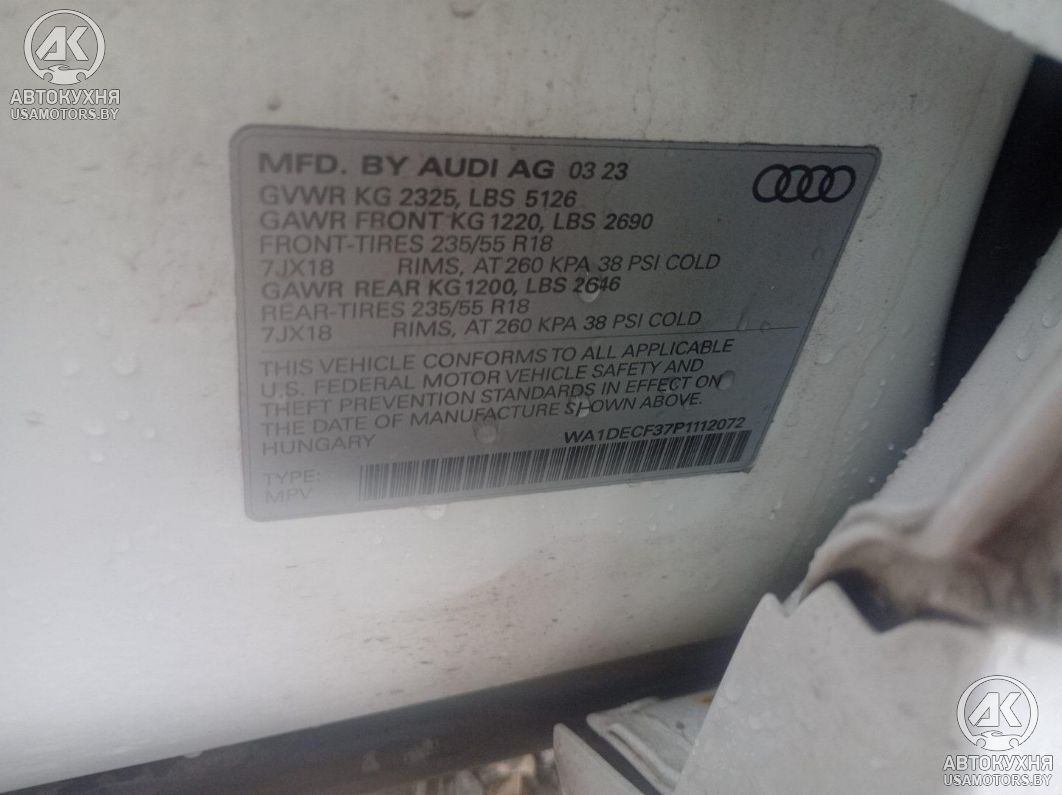 AK
АВТОКУХНЯ
USAMOTORS.BY
MFD. BY AUDI AG 03 23
GVWR KG 2325, LBS 5126
GAWR FRONT KG 1220, LBS 2690
FRONT-TIRES 235/55 R18
7JX18 RIMS, AT 260 KPA 38 PSI COLD
GAWR REAR KG 1200, LBS 2646
REAR-TIRES 235/55 R18
7JX18 RIMS, AT 260 KPA 38 PSI COLD
THIS VEHICLE CONFORMS TO ALL APPLICABLE
U.S. FEDERAL MOTOR VEHICLE SAFETY AND
THEFT PREVENTION STANDARDS IN EFFECT ON
THE DATE OF MANUFACTURE SHOWN ABOVE.
HUNGARY WA1DECF37P1112072
TYPE:
MPV
AK
АВТОКУХНЯ
USAMOTORS.BY